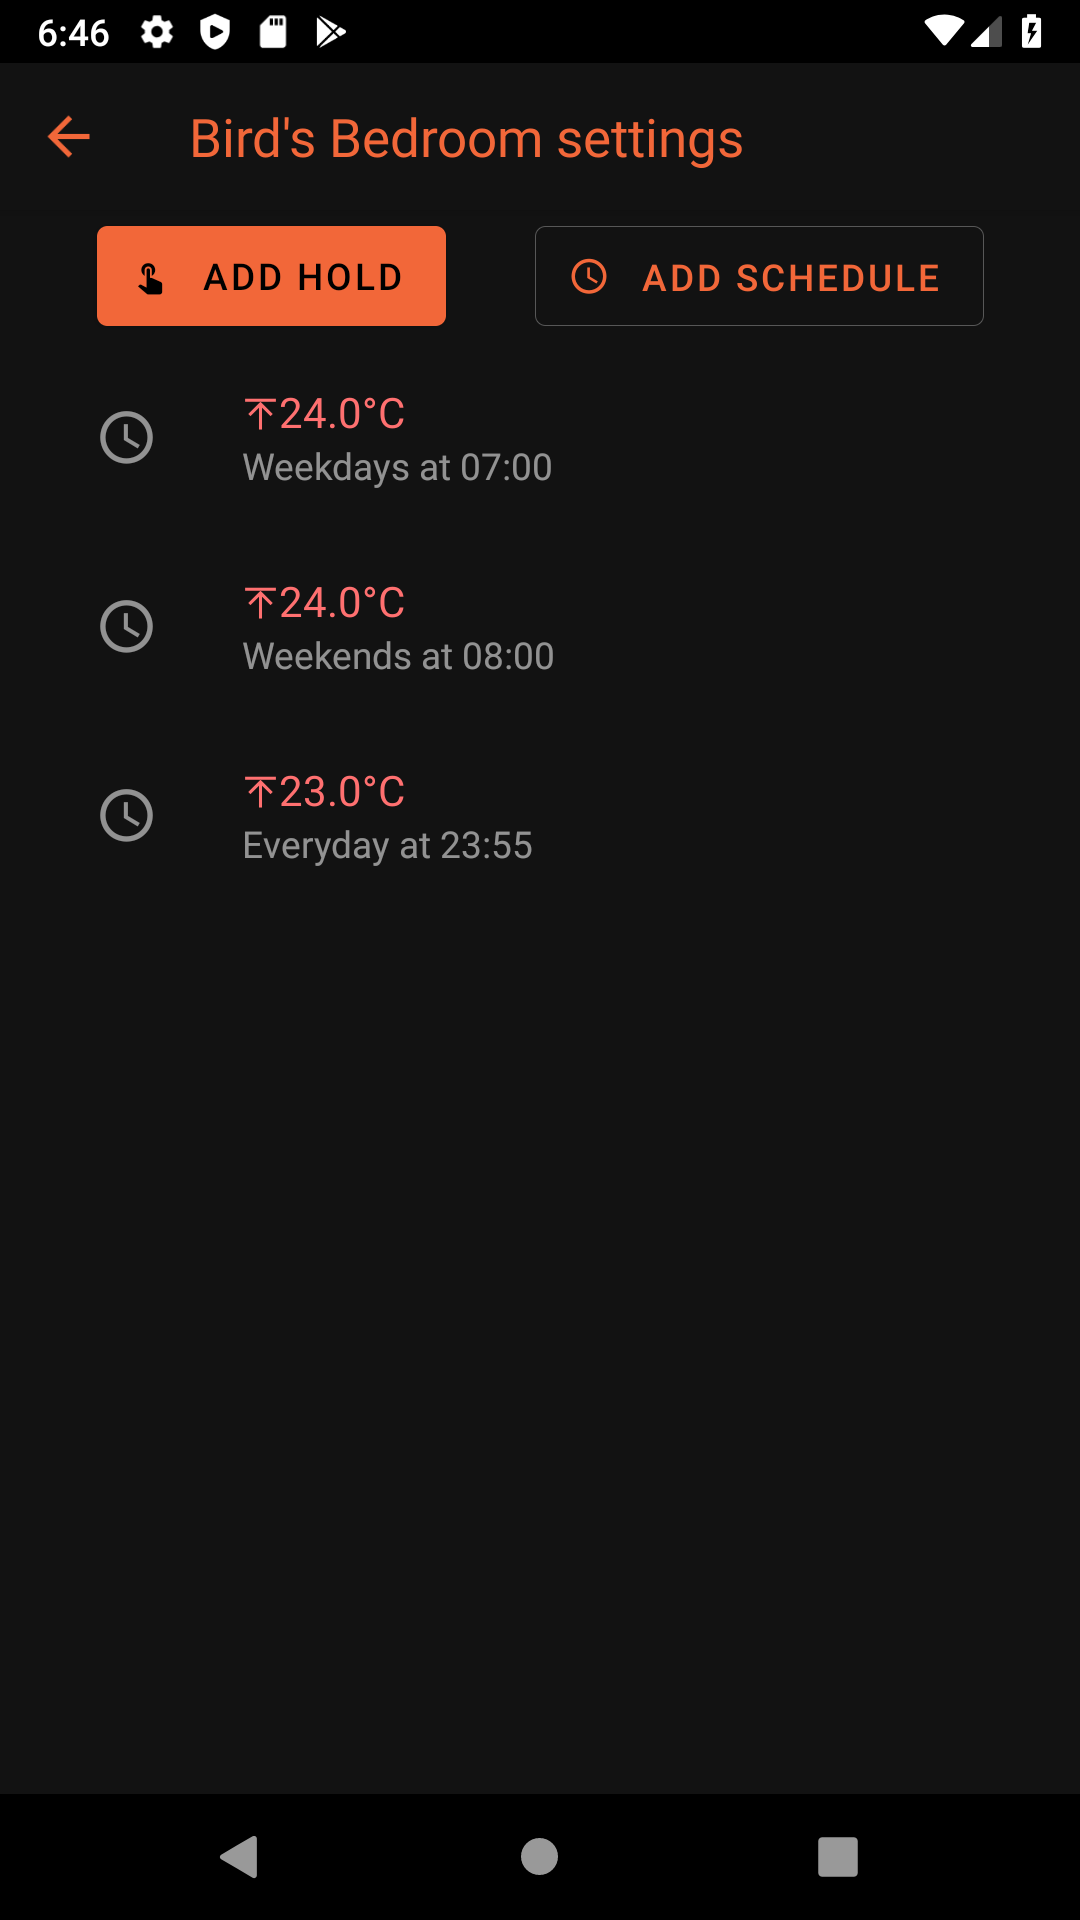 6:46
Bird's Bedroom settings
ADD HOLD
ADD SCHEDULE
24.0°C
Weekdays at 07:00
24.0°C
Weekends at 08:00
23.0°C
Everyday at 23:55